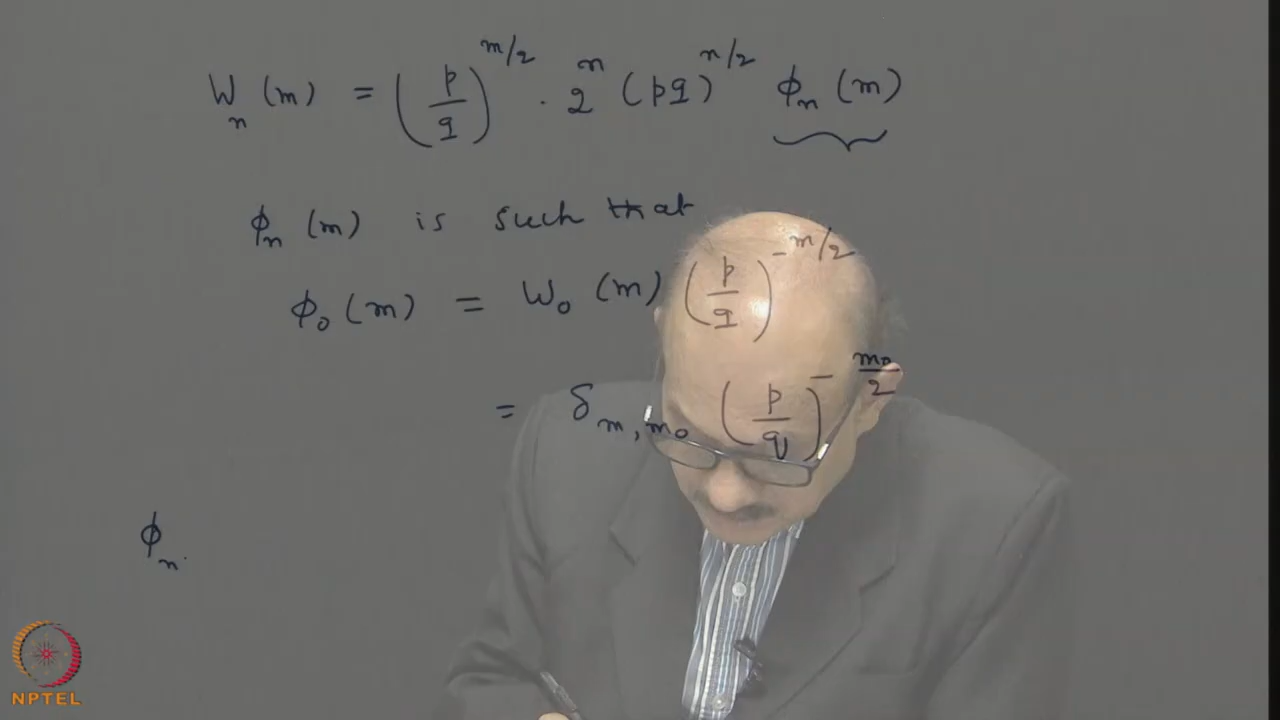 W_n (m) = (p/q)^{m/2} · 2^n (pq)^{n/2} ϕ_n (m)
ϕ_n (m) is such that
ϕ_0 (m) = W_0 (m) (p/q)^{-m/2}
= δ_{m, m_0} (p/q)^{-m_0/2}
ϕ_n
NPTEL